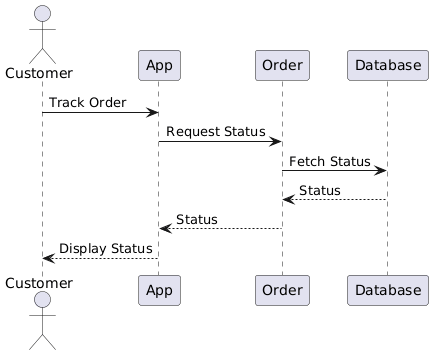 Customer
App
Order
Database
Track Order
Request Status
Fetch Status
Status
Status
Display Status
Customer
App
Order
Database